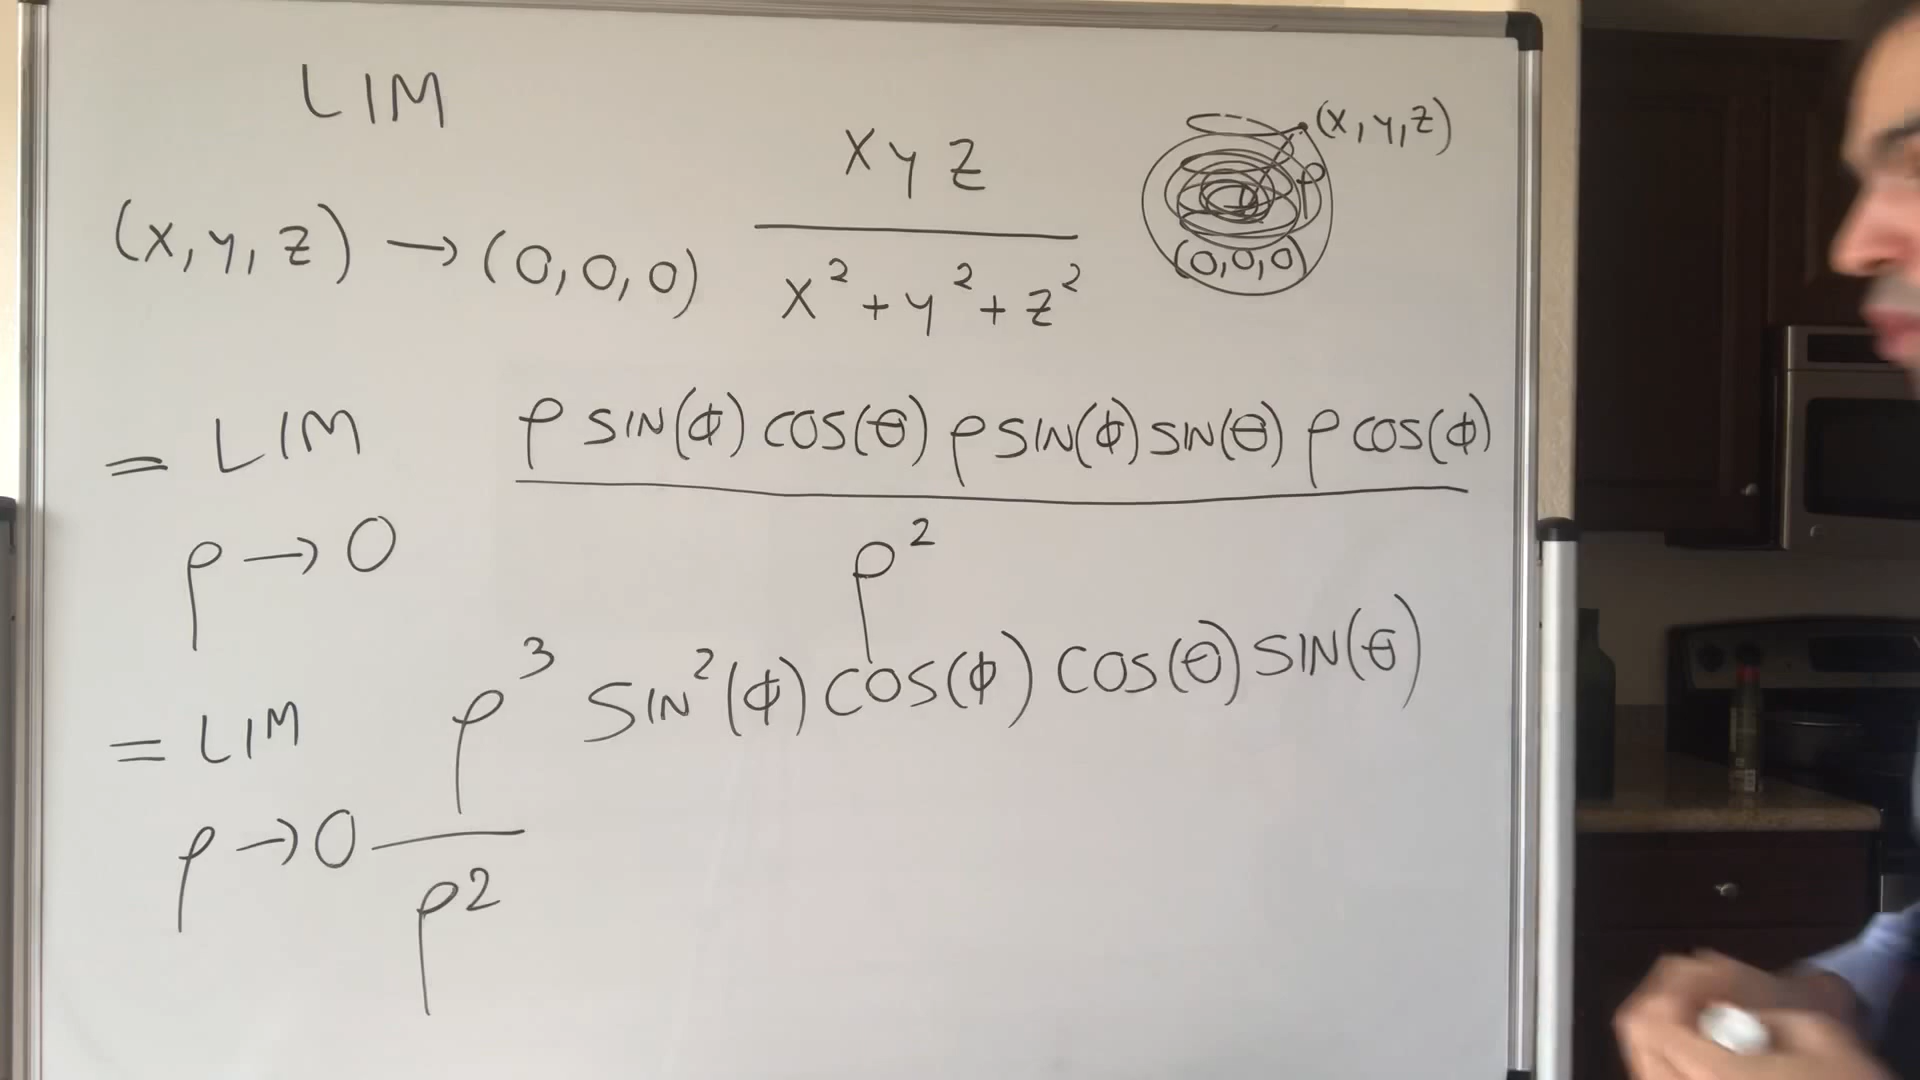 LIM
(x,y,z) → (0,0,0)
xyz
x²+y²+z²
(x,y,z)
ρ
(0,0,0)
= LIM
ρ → 0
ρ SIN(ϕ) COS(θ) ρ SIN(ϕ) SIN(θ) ρ COS(ϕ)
ρ²
= LIM
ρ → 0
ρ³ SIN²(ϕ) COS(ϕ) COS(θ) SIN(θ)
ρ²